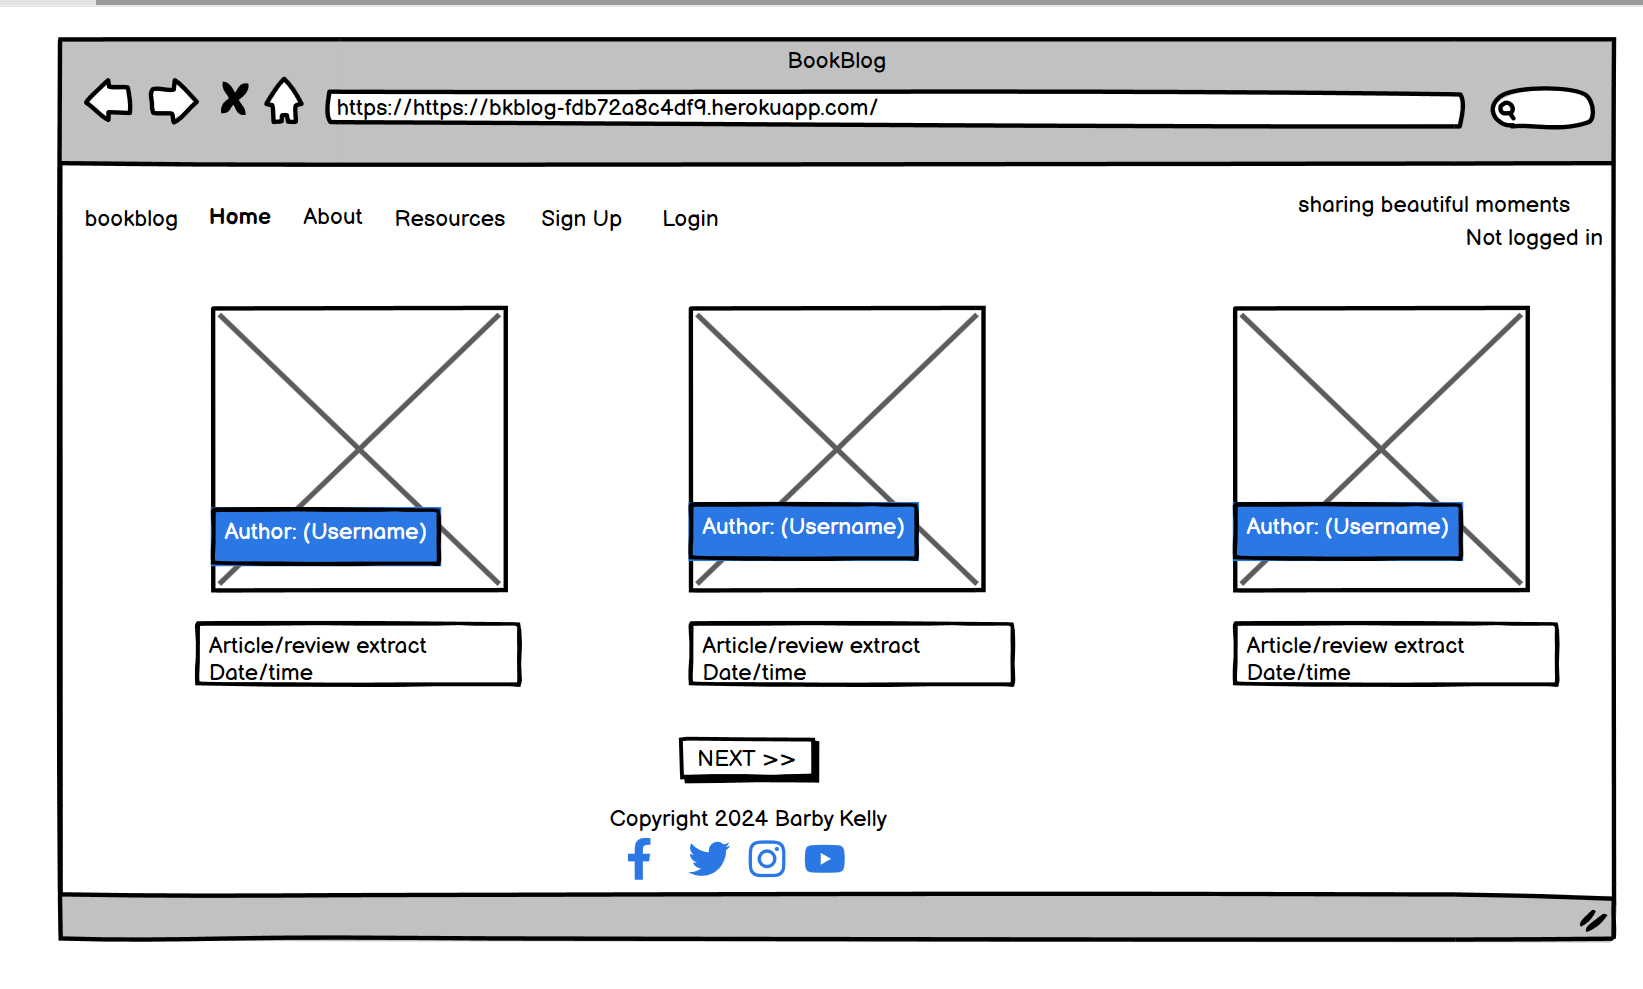 BookBlog
https://https://bkblog-fdb72a8c4df9.herokuapp.com/
sharing beautiful moments
bookblog Home About Resources Sign Up Login
Not logged in
Author: (Username) Author: (Username) Author: (Username)
Article/review extract Article/review extract Article/review extract
Date/time Date/time Date/time
NEXT >>
Copyright 2024 Barby Kelly